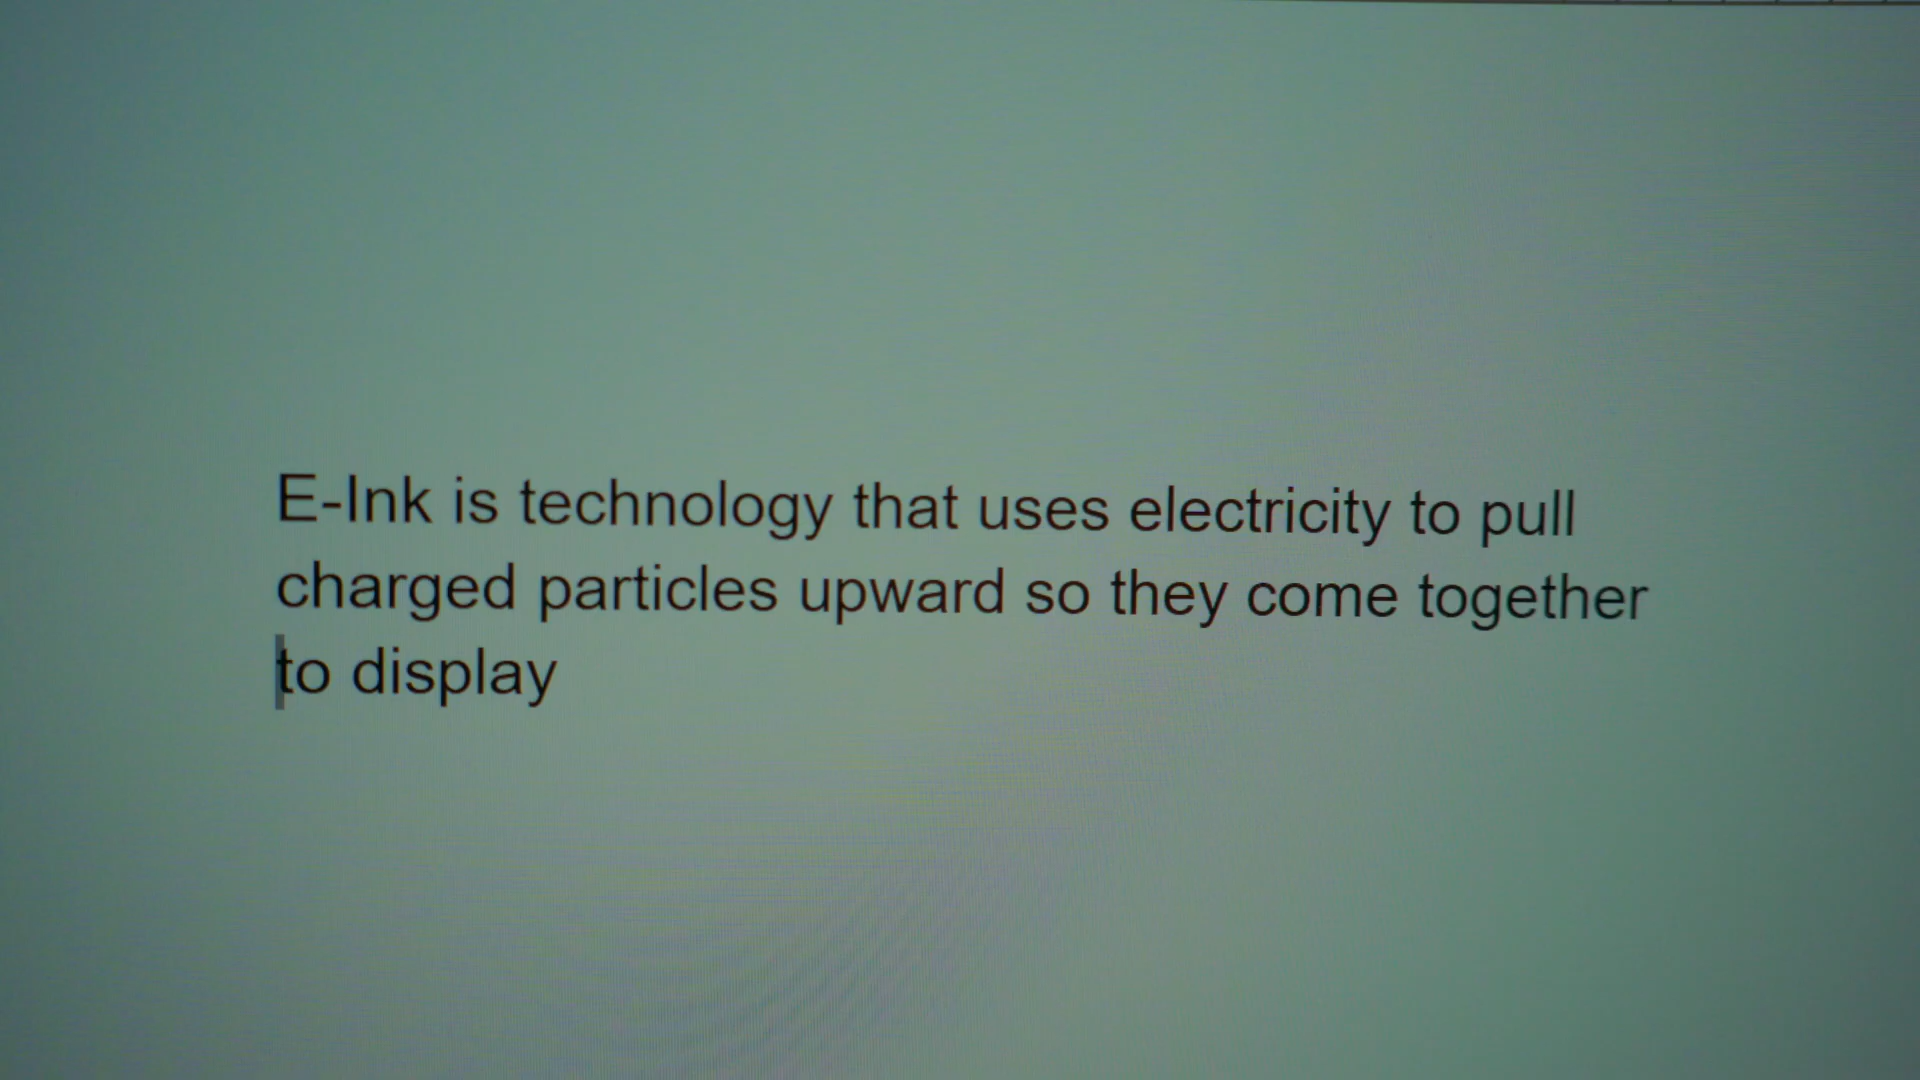 E-Ink is technology that uses electricity to pull
charged particles upward so they come together
to display